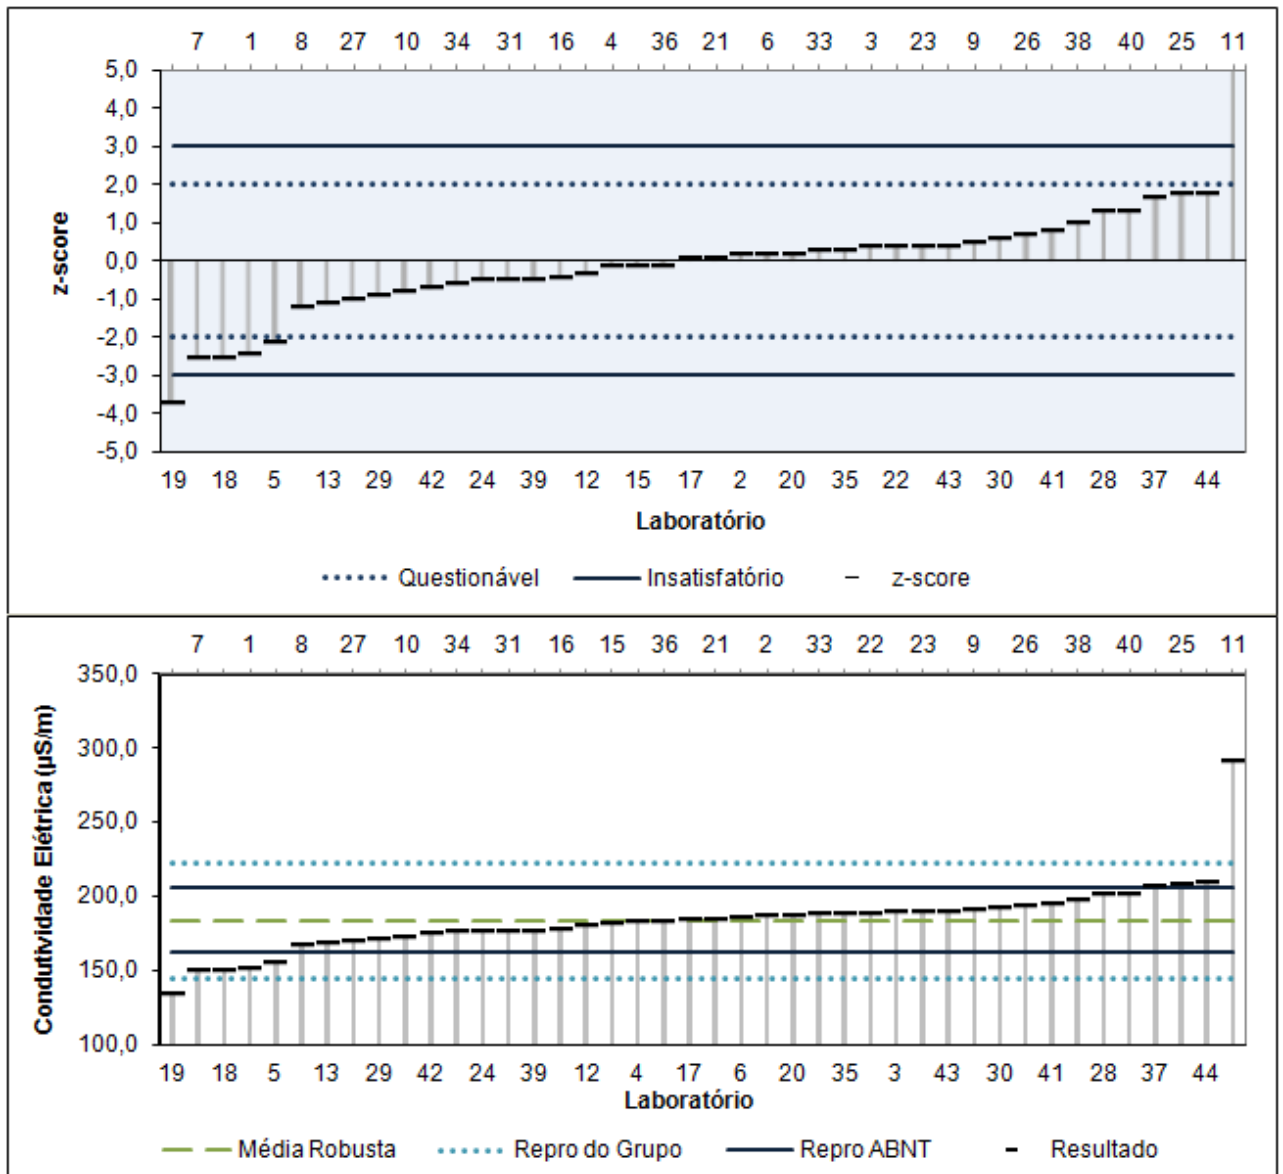 7 1 8 27 10 34 31 16 4 36 21 6 33 3 23 9 26 38 40 25 11
5,0
4,0
3,0
2,0
1,0
0,0
-1,0
-2,0
-3,0
-4,0
-5,0
z-score
19 18 5 13 29 42 24 39 12 15 17 2 20 35 22 43 30 41 28 37 44
Laboratório
Questionável Insatisfatório z-score
7 1 8 27 10 34 31 16 15 36 21 2 33 22 23 9 26 38 40 25 11
350,0
300,0
250,0
200,0
150,0
100,0
Condutividade Elétrica (µS/m)
19 18 5 13 29 42 24 39 12 4 17 6 20 35 3 43 30 41 28 37 44
Laboratório
Média Robusta Repro do Grupo Repro ABNT Resultado